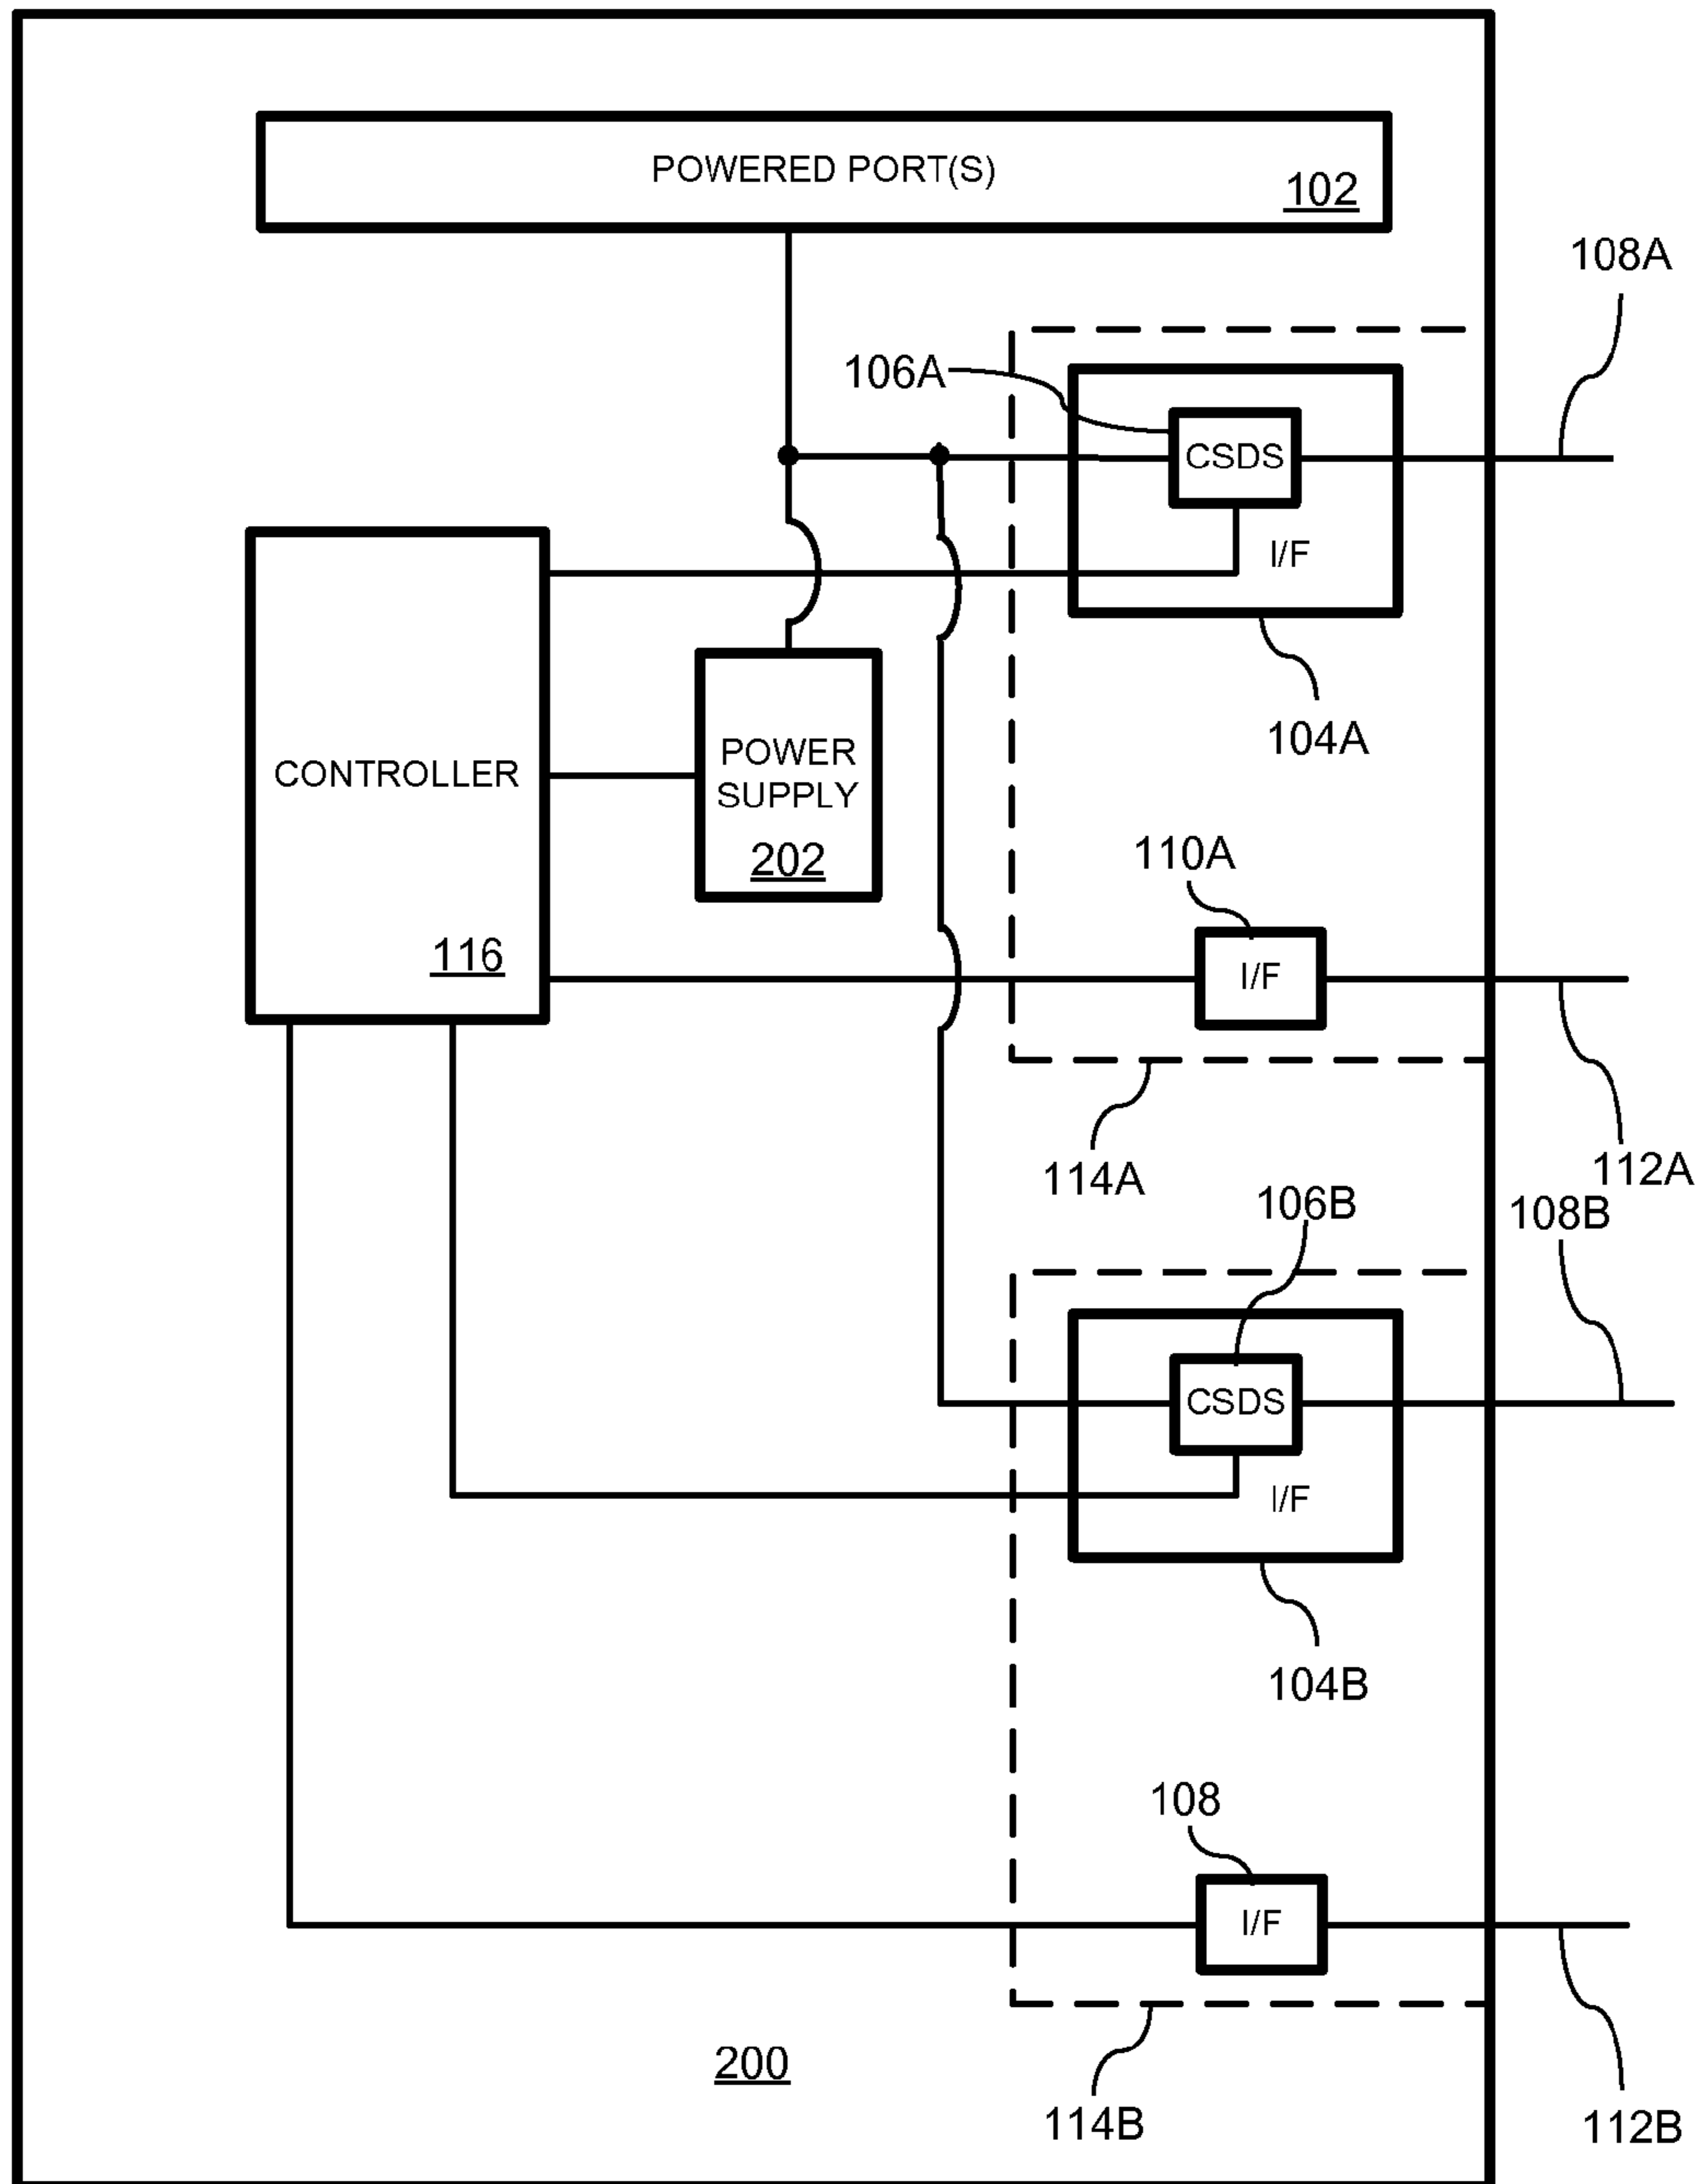 POWERED PORT(S)
102
108A
106A
CSDS
I/F
104A
CONTROLLER
116
POWER
SUPPLY
202
110A
I/F
112A
114A
106B
108B
CSDS
I/F
104B
108
I/F
200
114B
112B